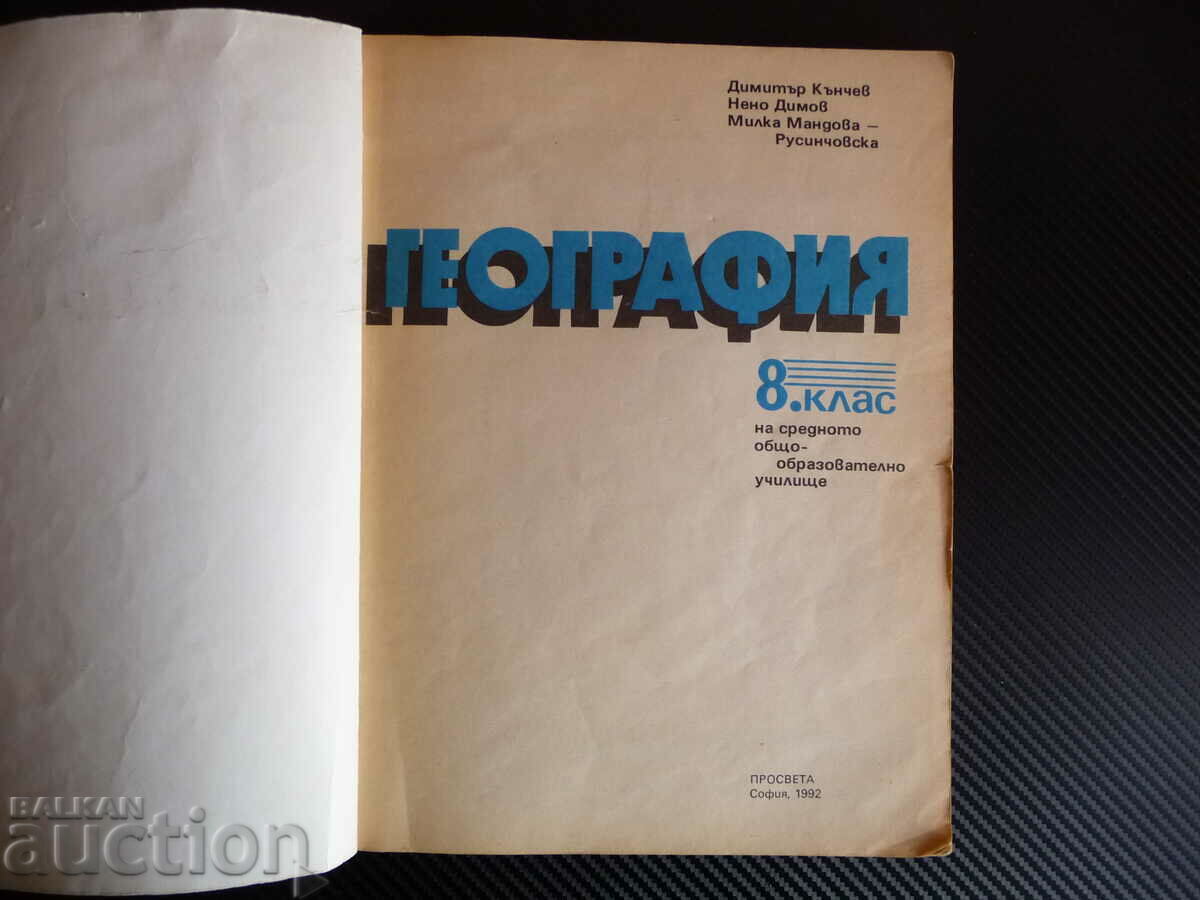 Димитър Кънчев
Нено Димов
Милка Мандова –
Русинчовска
ГЕОГРАФИЯ
8. клас
на средното
общо-
образователно
училище
ПРОСВЕТА
София, 1992
BALKAN
auction